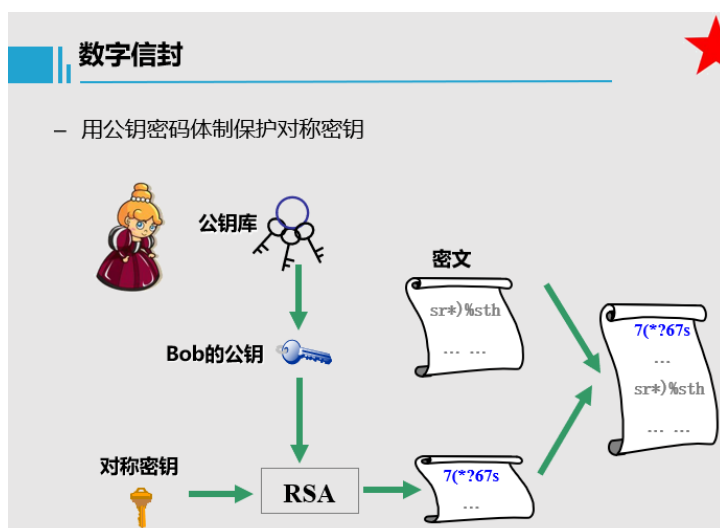 数字信封
– 用公钥密码体制保护对称密钥
公钥库
密文
sr*)%sth
... ...
7(*?67s
...
sr*)%sth
... ...
Bob的公钥
对称密钥
RSA
7(*?67s
...